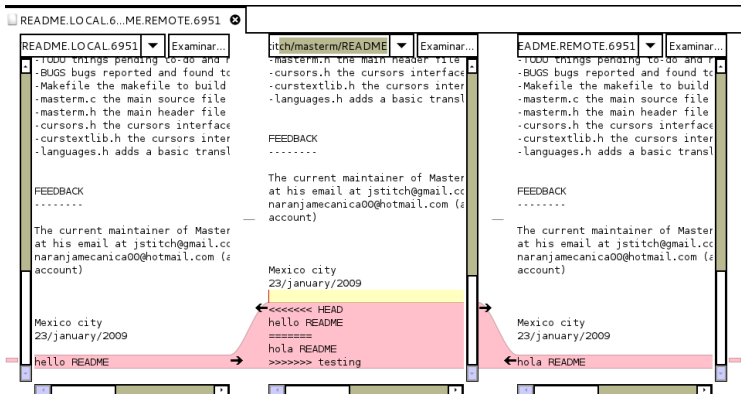 README.LO CAL.6...ME.REMOTE.6951
README.LOCAL.6951
Examinar...
-TODO things pending to-do and
-BUGS bugs reported and found to
-Makefile the makefile to build
-masterm.c the main source file
-masterm.h the main header file
-cursors.h the cursors interface
-curstextlib.h the cursors inter
-languages.h adds a basic transl
FEEDBACK
--------
The current maintainer of Master
at his email at jstitch@gmail.cc
naranjamecanica00@hotmail.com (a
account)
Mexico city
23/january/2009
hello README
titch/masterm/README
Examinar...
-masterm.h the main header file
-cursors.h the cursors interface
-curstextlib.h the cursors inter
-languages.h adds a basic transl
FEEDBACK
--------
The current maintainer of Master
at his email at jstitch@gmail.cc
naranjamecanica00@hotmail.com (a
account)
Mexico city
23/january/2009
<<<<<<< HEAD
hello README
=======
hola README
>>>>>>> testing
EADME.REMOTE.6951
Examinar...
-TODO things pending to-do and
-BUGS bugs reported and found to
-Makefile the makefile to build
-masterm.c the main source file
-masterm.h the main header file
-cursors.h the cursors interface
-curstextlib.h the cursors inter
-languages.h adds a basic transl
FEEDBACK
--------
The current maintainer of Master
at his email at jstitch@gmail.cc
naranjamecanica00@hotmail.com (a
account)
Mexico city
23/january/2009
hola README